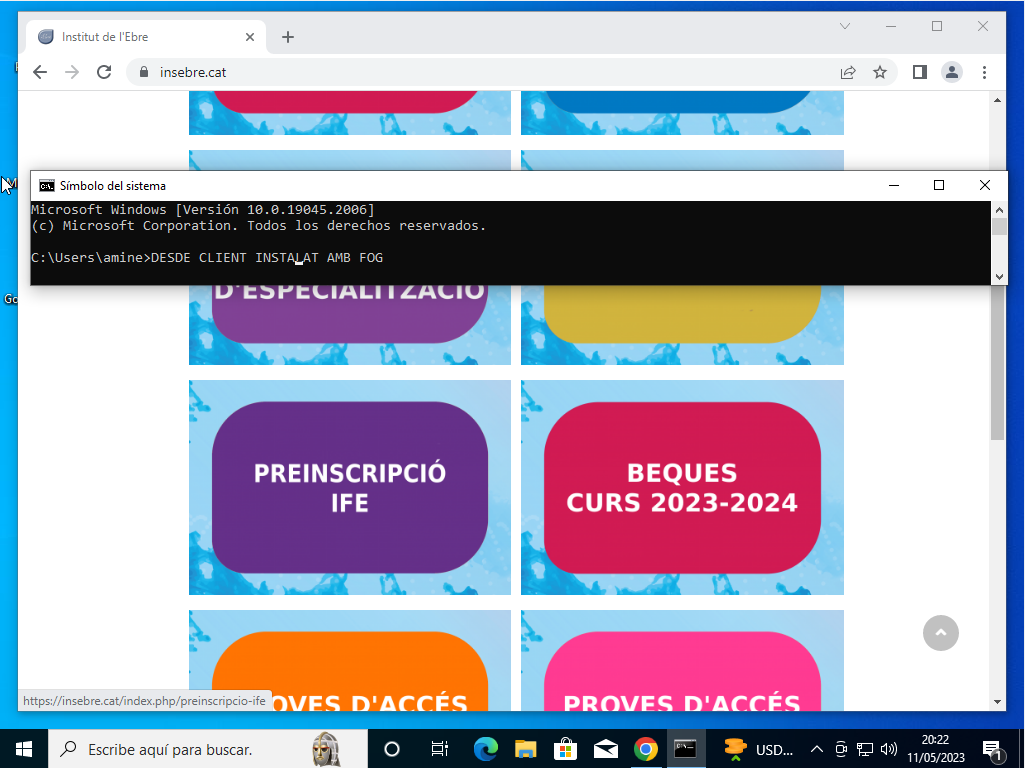 Institut de l'Ebre
insebre.cat
Símbolo del sistema
Microsoft Windows [Versión 10.0.19045.2006]
(c) Microsoft Corporation. Todos los derechos reservados.
C:\Users\amine>DESDE CLIENT INSTALAT AMB FOG
D'ESPECIALITZACIÓ
PREINSCRIPCIÓ
IFE
BEQUES
CURS 2023-2024
PROVES D'ACCÉS
PROVES D'ACCÉS
https://insebre.cat/index.php/preinscripcio-ife
Escribe aquí para buscar.
USD...
20:22
11/05/2023
1